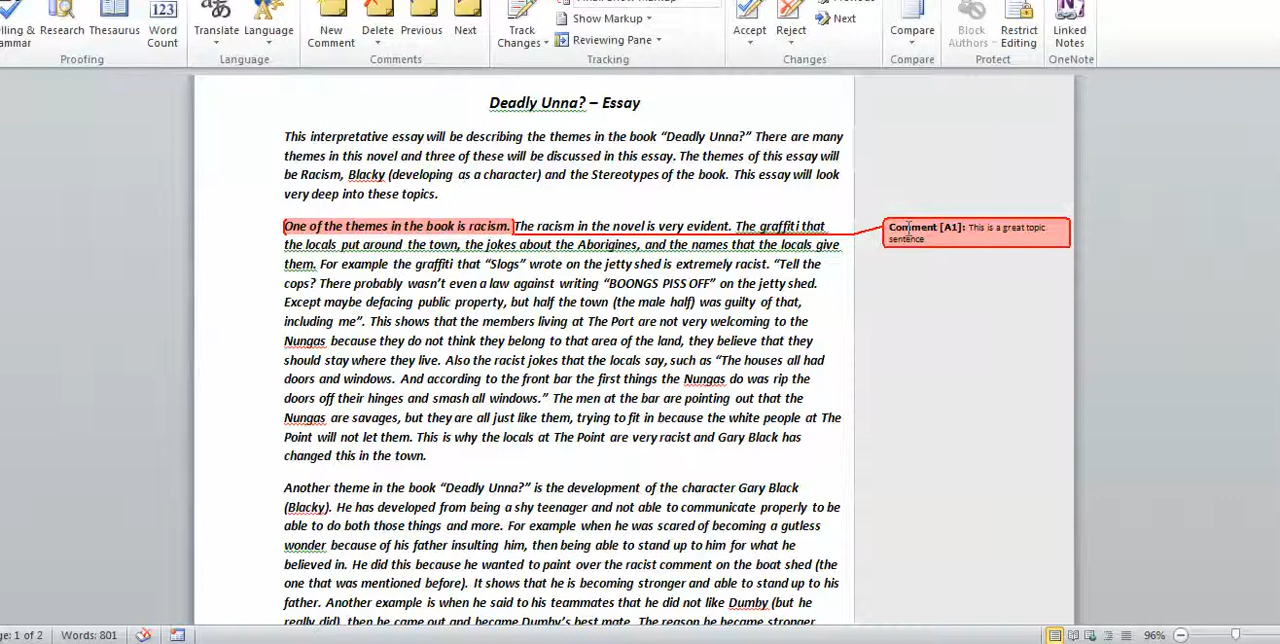 Previous
Show Markup
Next
Spelling &
Grammar
Research
Thesaurus
Word
Count
Translate
Language
New
Comment
Delete
Previous
Next
Track
Changes
Reviewing Pane
Accept
Reject
Compare
Block
Authors
Restrict
Editing
Linked
Notes
Proofing
Language
Comments
Tracking
Changes
Compare
Protect
OneNote
Deadly Unna? – Essay
This interpretative essay will be describing the themes in the book “Deadly Unna?” There are many
themes in this novel and three of these will be discussed in this essay. The themes of this essay will
be Racism, Blacky (developing as a character) and the Stereotypes of the book. This essay will look
very deep into these topics.
One of the themes in the book is racism. The racism in the novel is very evident. The graffiti that
the locals put around the town, the jokes about the Aborigines, and the names that the locals give
them. For example the graffiti that “Slogs” wrote on the jetty shed is extremely racist. “Tell the
cops? There probably wasn’t even a law against writing “BOONGS PISS OFF” on the jetty shed.
Except maybe defacing public property, but half the town (the male half) was guilty of that,
including me”. This shows that the members living at The Port are not very welcoming to the
Nungas because they do not think they belong to that area of the land, they believe that they
should stay where they live. Also the racist jokes that the locals say, such as “The houses all had
doors and windows. And according to the front bar the first things the Nungas do was rip the
doors off their hinges and smash all windows.” The men at the bar are pointing out that the
Nungas are savages, but they are all just like them, trying to fit in because the white people at The
Point will not let them. This is why the locals at The Point are very racist and Gary Black has
changed this in the town.
Comment [A1]: This is a great topic
sentence
Another theme in the book “Deadly Unna?” is the development of the character Gary Black
(Blacky). He has developed from being a shy teenager and not able to communicate properly to be
able to do both those things and more. For example when he was scared of becoming a gutless
wonder because of his father insulting him, then being able to stand up to him for what he
believed in. He did this because he wanted to paint over the racist comment on the boat shed (the
one that was mentioned before). It shows that he is becoming stronger and able to stand up to his
father. Another example is when he said to his teammates that he did not like Dumby (but he
really did), then he came out and became Dumby’s best mate. The reason he became stronger
ge: 1 of 2
Words: 801
96%